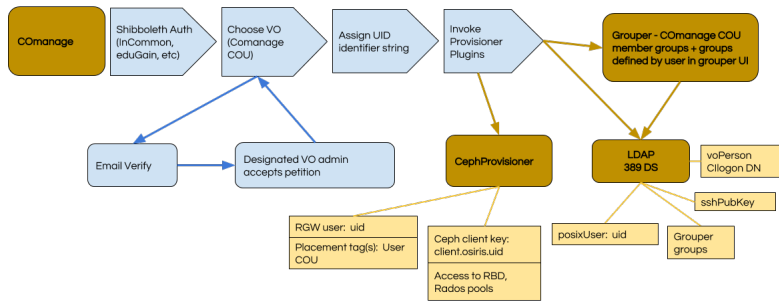 COmanage
Shibboleth Auth
(InCommon,
eduGain, etc)
Choose VO
(Comanage
COU)
Assign UID
identifier string
Invoke
Provisioner
Plugins
Grouper - COmanage COU
member groups + groups
defined by user in grouper UI
Email Verify
Designated VO admin
accepts petition
CephProvisioner
LDAP
389 DS
voPerson
CIlogon DN
sshPubKey
RGW user: uid
Placement tag(s): User
COU
Ceph client key:
client.osiris.uid
Access to RBD,
Rados pools
posixUser: uid
Grouper
groups